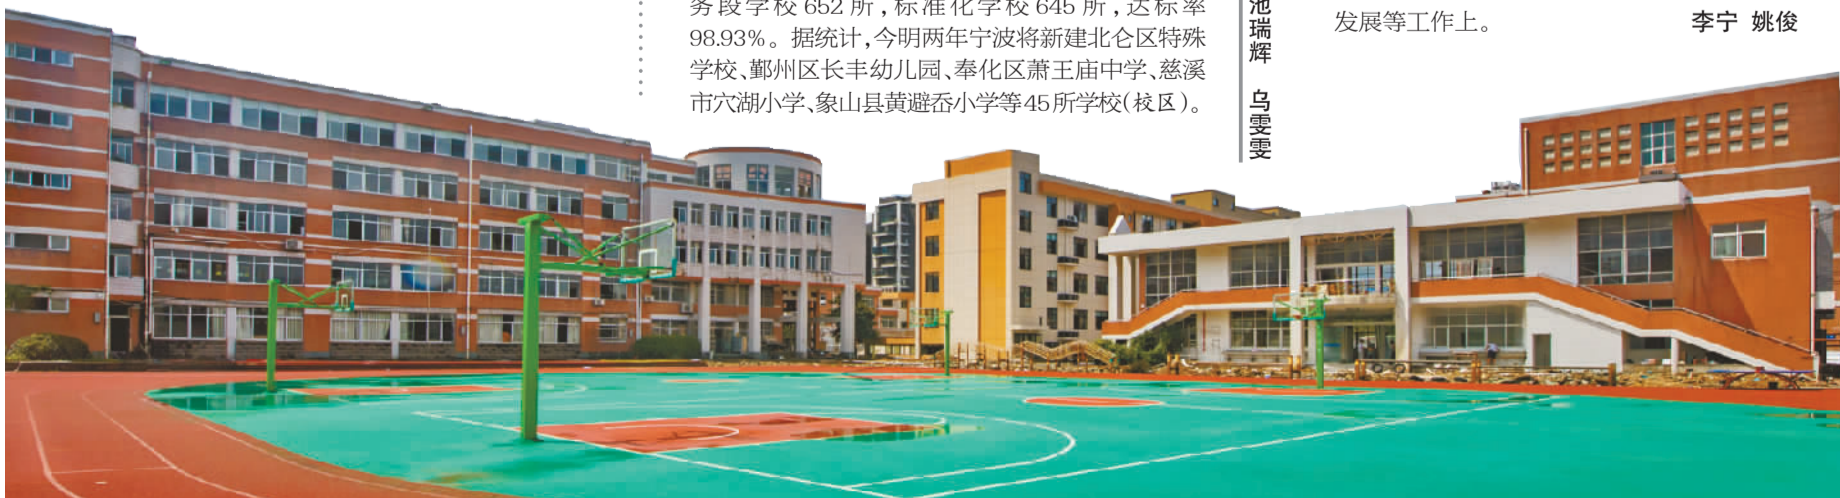 务段学校652所，标准化学校645所，达标率
98.93%。据统计，今明两年宁波将新建北仑区特殊
学校、鄞州区长丰幼儿园、奉化区萧王庙中学、慈溪
市穴湖小学、象山县黄避岙小学等45所学校（校区）。
池瑞辉 乌雯雯
发展等工作上。
李宁 姚俊